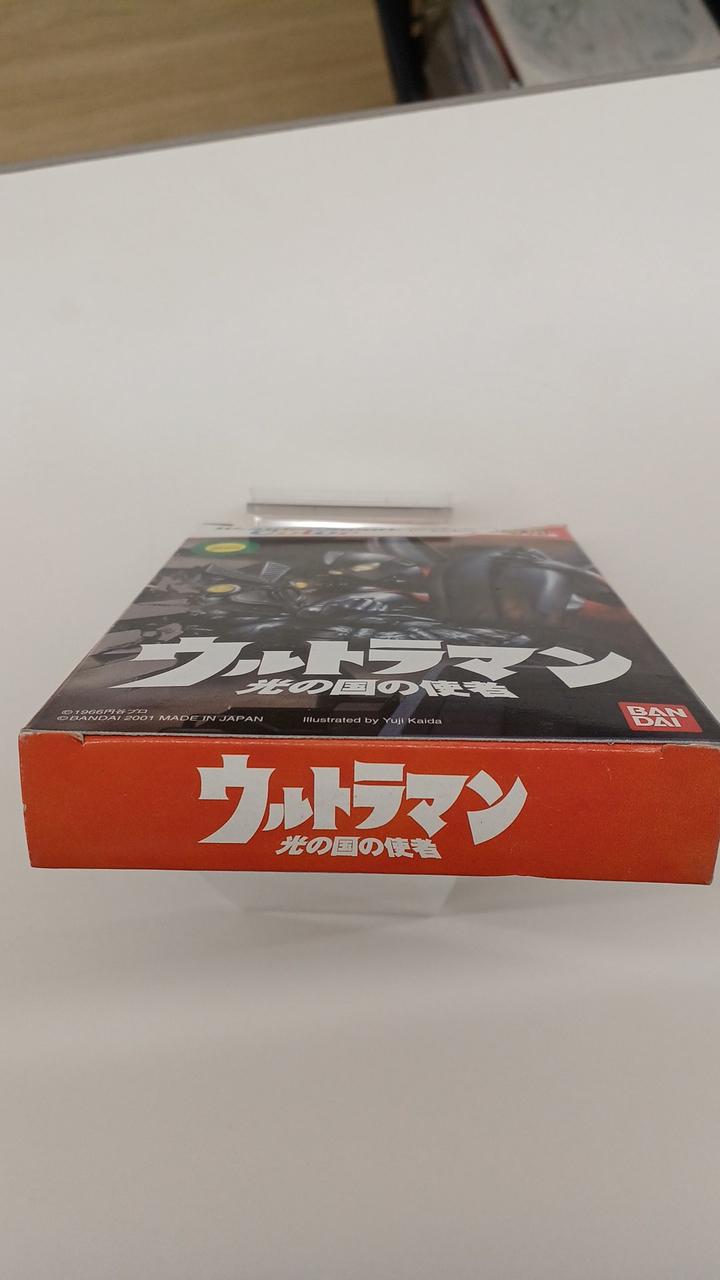 ウルトラマン
光の国の使者
©1966円谷プロ
©BANDAI 2001 MADE IN JAPAN
Illustrated by Yuji Kaida
BAN
DAI
ウルトラマン
光の国の使者